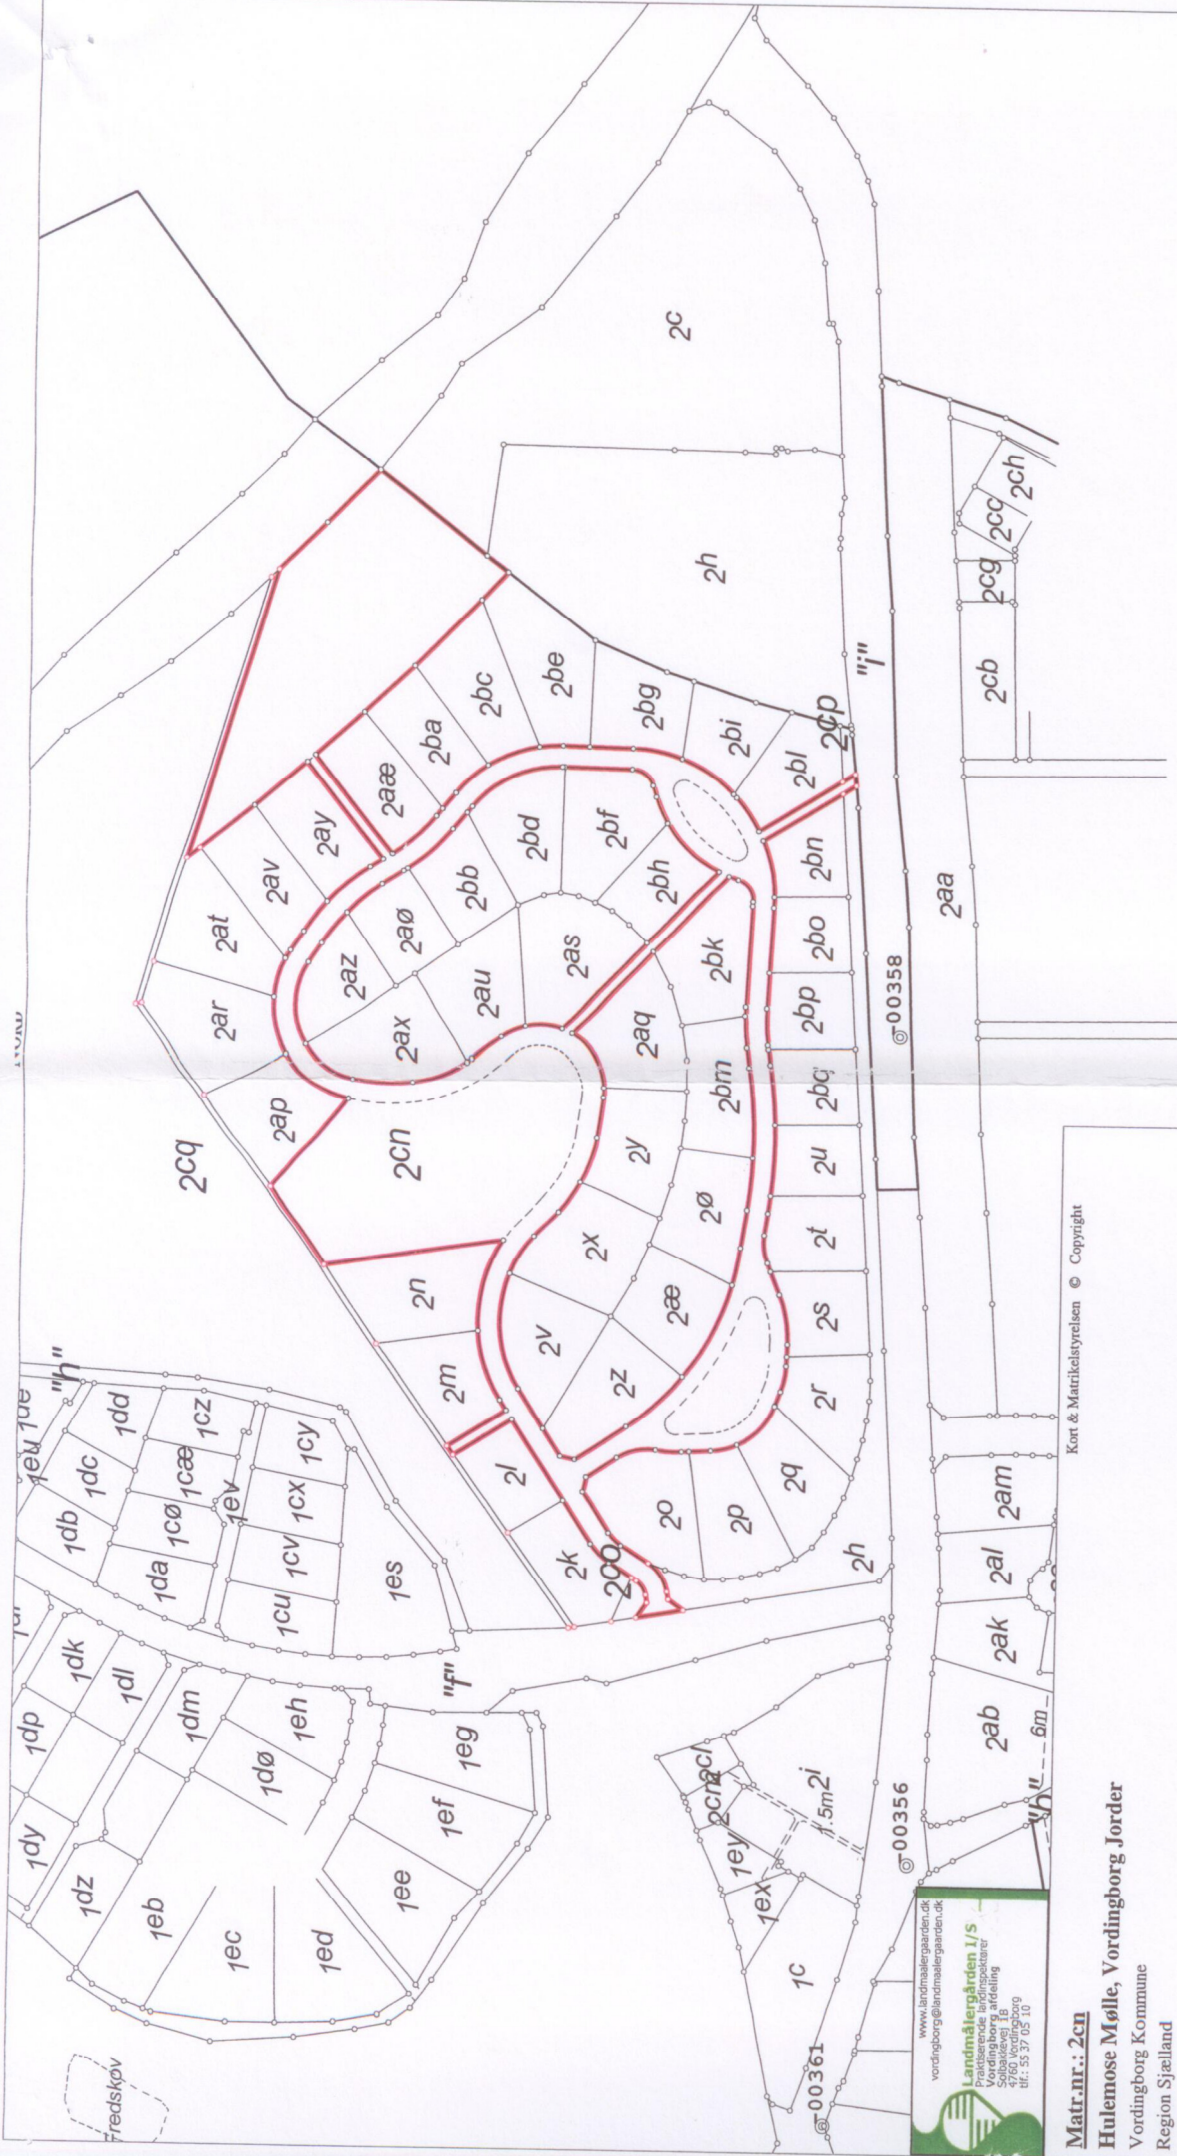 Fredskov
1dy
1dp
1dk
1dl
1dz
1dm
1eb
1dø
1eh
1ec
1ed
1eg
1ef
1ee
"f"
1de
"h"
1dd
1dc
1db
1cz
1cæ
1cø
1da
1ev
1cy
1cx
1cv
1cu
1es
2cq
2ap
2ar
2at
2av
2ay
2aæ
2ba
2bc
2be
2bg
2bi
2bl
2cp
2cn
2ax
2az
2aø
2bb
2bd
2bf
2bh
2au
2as
2aq
2bk
2n
2m
2l
2k
2oo
2v
2x
2y
2z
2æ
2ø
2bm
2o
2p
2q
2r
2s
2t
2u
2bq
2bp
2bo
2bn
2h
2h
2c
"i"
00358
2aa
2cb
2cg
2cc
2ch
2i
1,5m
1ey
1ex
1c
00361
00356
2ab
2ak
2al
2am
6m
"h"
www.landmaalergaarden.dk
vordingborg@landmaalergaarden.dk
Landmålergården I/S
Praktiserende landinspektører
Vordingborg afdeling
Solbakkevej 1B
4760 Vordingborg
tlf.: 55 37 05 10
Matr.nr.: 2cn
Hulemose Mølle, Vordingborg Jorder
Vordingborg Kommune
Region Sjælland
Kort & Matrikelstyrelsen © Copyright